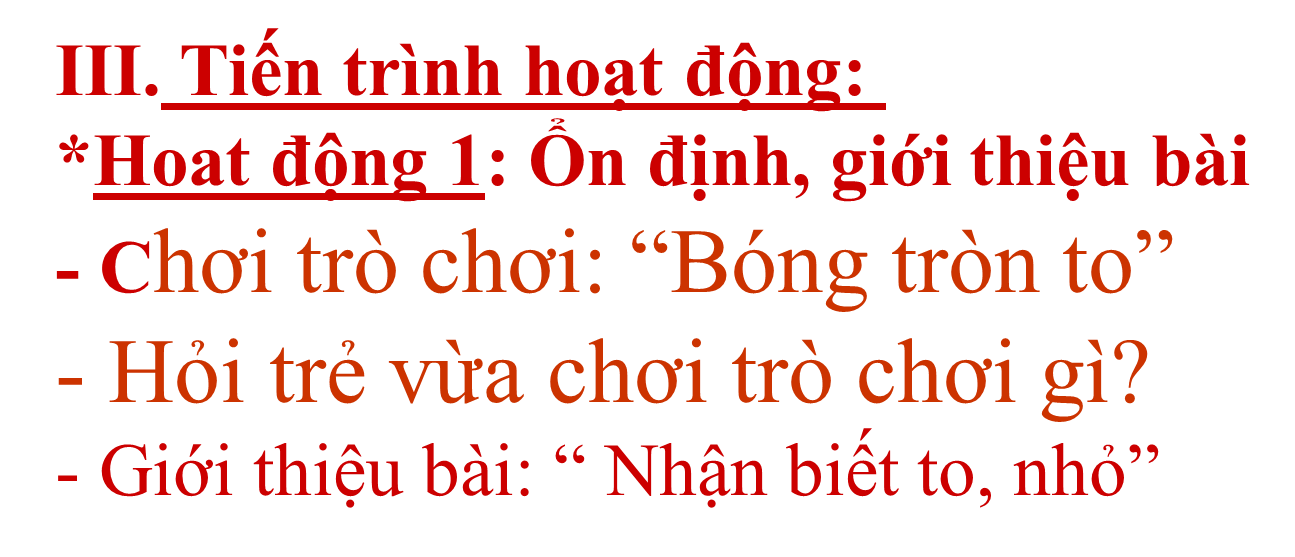 III. Tiến trình hoạt động:
*Hoat động 1: Ổn định, giới thiệu bài
- Chơi trò chơi: “Bóng tròn to”
- Hỏi trẻ vừa chơi trò chơi gì?
- Giới thiệu bài: “ Nhận biết to, nhỏ”